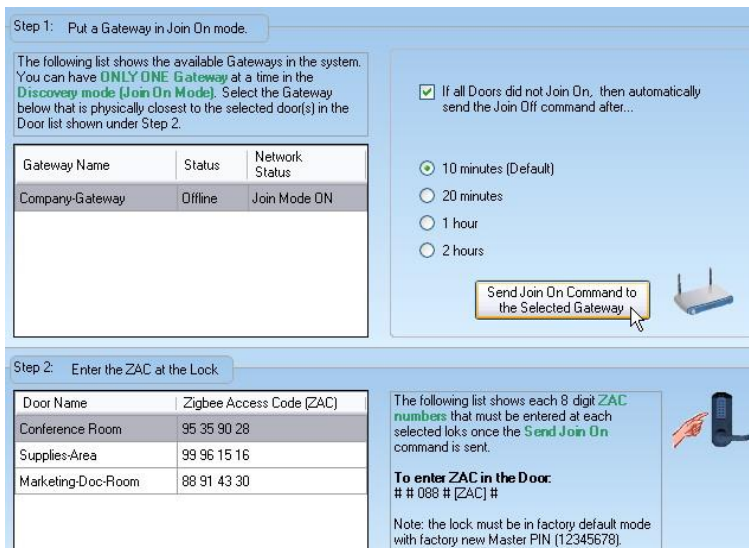 Step 1: Put a Gateway in Join On mode.
The following list shows the available Gateways in the system.
You can have ONLY ONE Gateway at a time in the
Discovery mode (Join On Mode). Select the Gateway
below that is physically closest to the selected door(s) in the
Door list shown under Step 2.
Gateway Name Status Network Status
Company-Gateway Offline Join Mode ON
If all Doors did not Join On, then automatically
send the Join Off command after...
10 minutes (Default)
20 minutes
1 hour
2 hours
Send Join On Command to
the Selected Gateway
Step 2: Enter the ZAC at the Lock
Door Name Zigbee Access Code (ZAC)
Conference Room 95 35 90 28
Supplies-Area 99 96 15 16
Marketing-Doc-Room 88 91 43 30
The following list shows each 8 digit ZAC
numbers that must be entered at each
selected loks once the Send Join On
command is sent.
To enter ZAC in the Door:
# # 088 # [ZAC] #
Note: the lock must be in factory default mode
with factory new Master PIN (12345678).